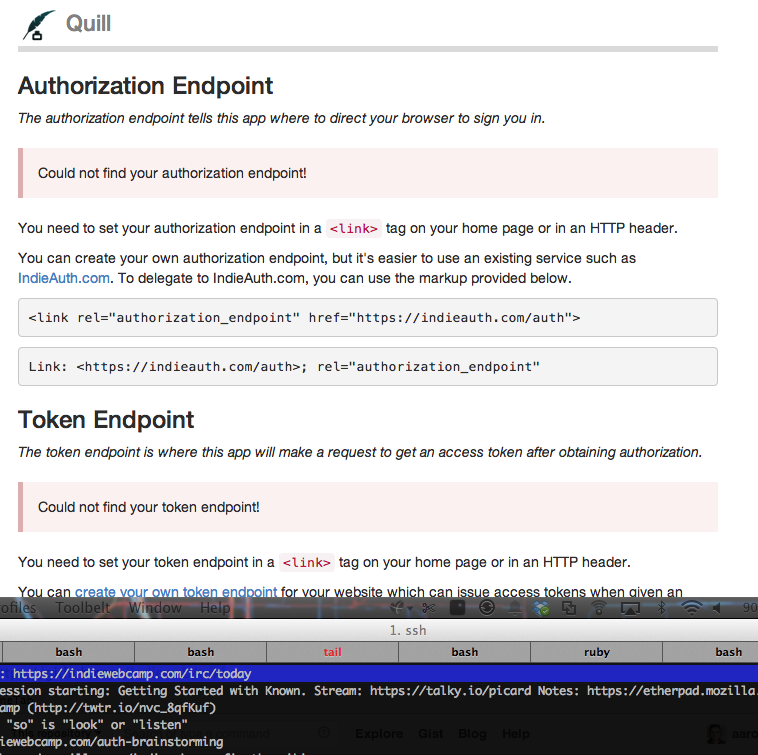 Quill
Authorization Endpoint
The authorization endpoint tells this app where to direct your browser to sign you in.
Could not find your authorization endpoint!
You need to set your authorization endpoint in a <link> tag on your home page or in an HTTP header.
You can create your own authorization endpoint, but it's easier to use an existing service such as
IndieAuth.com. To delegate to IndieAuth.com, you can use the markup provided below.
<link rel="authorization_endpoint" href="https://indieauth.com/auth">
Link: <https://indieauth.com/auth>; rel="authorization_endpoint"
Token Endpoint
The token endpoint is where this app will make a request to get an access token after obtaining authorization.
Could not find your token endpoint!
You need to set your token endpoint in a <link> tag on your home page or in an HTTP header.
You can create your own token endpoint for your website which can issue access tokens when given an
ofiles Toolbelt Window Help 90
1. ssh
bash bash tail bash ruby bash
: https://indiewebcamp.com/irc/today
ession starting: Getting Started with Known. Stream: https://talky.io/picard Notes: https://etherpad.mozilla.
amp (http://twtr.io/nvc_8qfKuf)
"so" is "look" or "listen"
This repository command Explore Gist Blog Help aaro
iewebcamp.com/auth-brainstorming